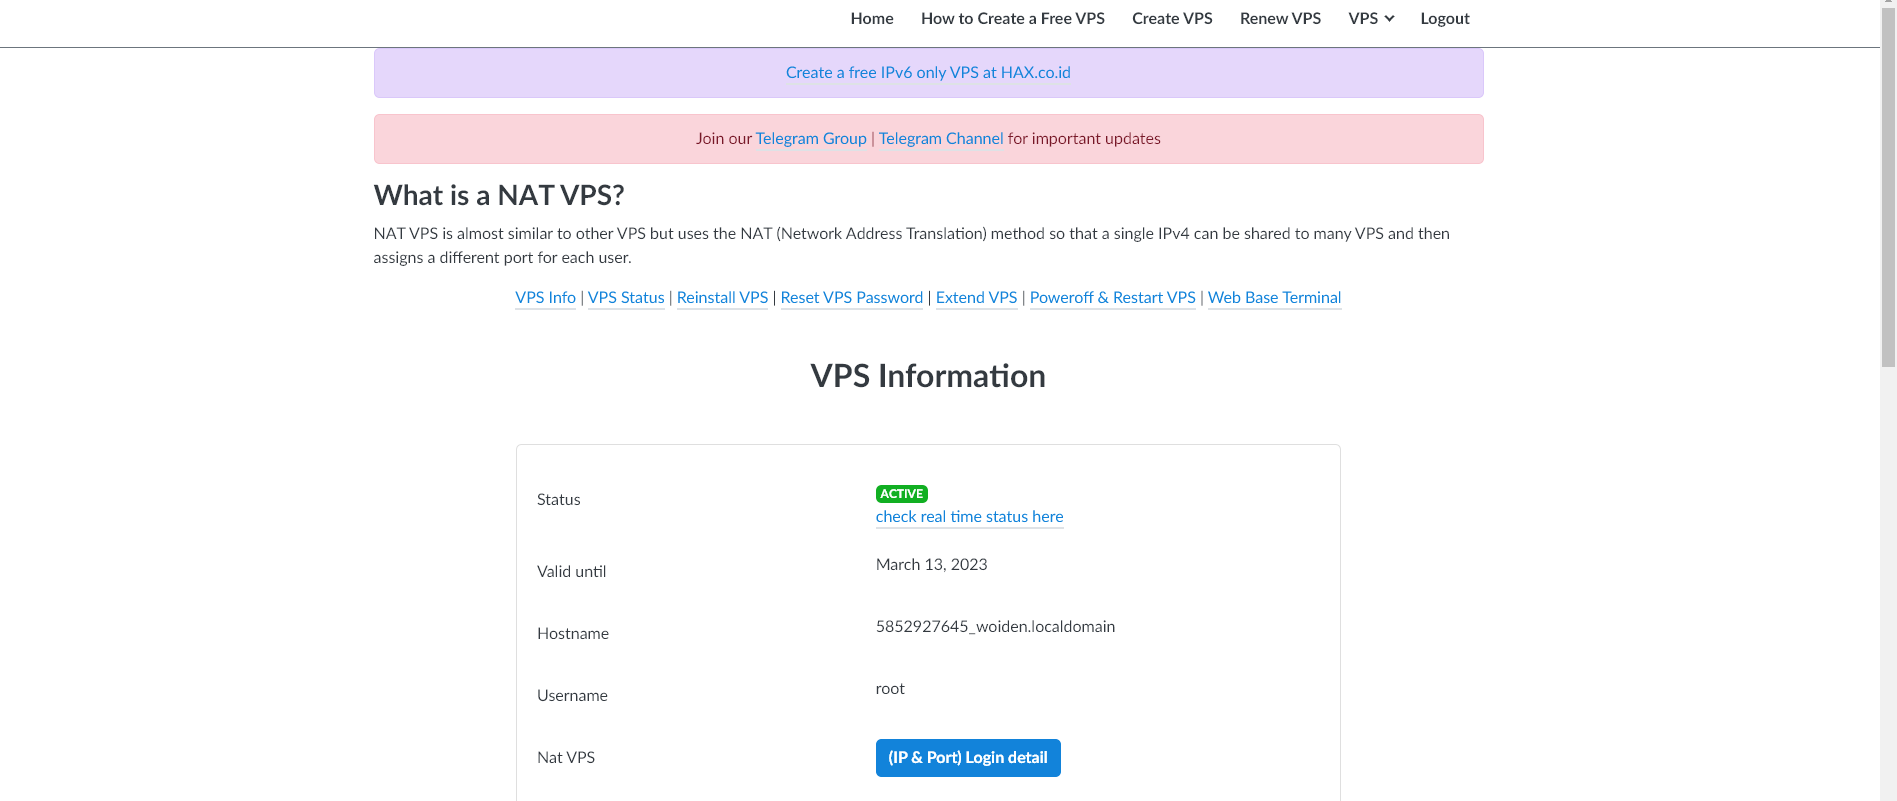 Home How to Create a Free VPS Create VPS Renew VPS VPS Logout
Create a free IPv6 only VPS at HAX.co.id
Join our Telegram Group | Telegram Channel for important updates
What is a NAT VPS?
NAT VPS is almost similar to other VPS but uses the NAT (Network Address Translation) method so that a single IPv4 can be shared to many VPS and then
assigns a different port for each user.
VPS Info | VPS Status | Reinstall VPS | Reset VPS Password | Extend VPS | Poweroff & Restart VPS | Web Base Terminal
VPS Information
Status ACTIVE
check real time status here
Valid until March 13, 2023
Hostname 5852927645_woiden.localdomain
Username root
Nat VPS (IP & Port) Login detail